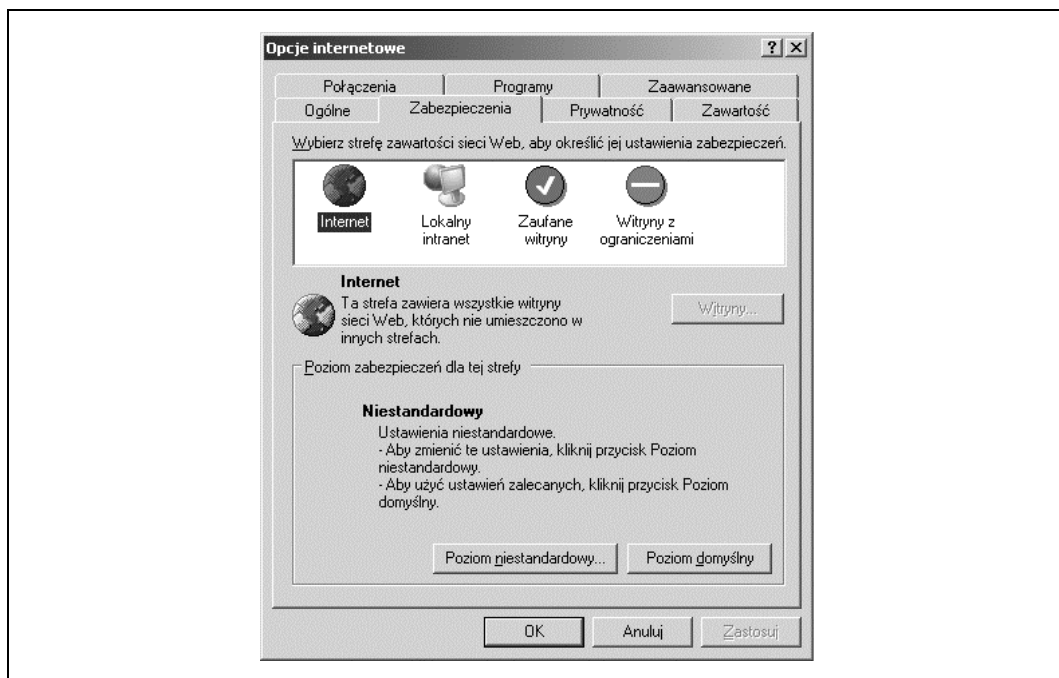 Opcje internetowe
Połączenia Programy Zaawansowane
Ogólne Zabezpieczenia Prywatność Zawartość
Wybierz strefę zawartości sieci Web, aby określić jej ustawienia zabezpieczeń.
Internet
Lokalny
intranet
Zaufane
witryny
Witryny z
ograniczeniami
Internet
Ta strefa zawiera wszystkie witryny
sieci Web, których nie umieszczono w
innych strefach.
Witryny...
Poziom zabezpieczeń dla tej strefy
Niestandardowy
Ustawienia niestandardowe.
- Aby zmienić te ustawienia, kliknij przycisk Poziom
niestandardowy.
- Aby użyć ustawień zalecanych, kliknij przycisk Poziom
domyślny.
Poziom niestandardowy... Poziom domyślny
OK Anuluj Zastosuj